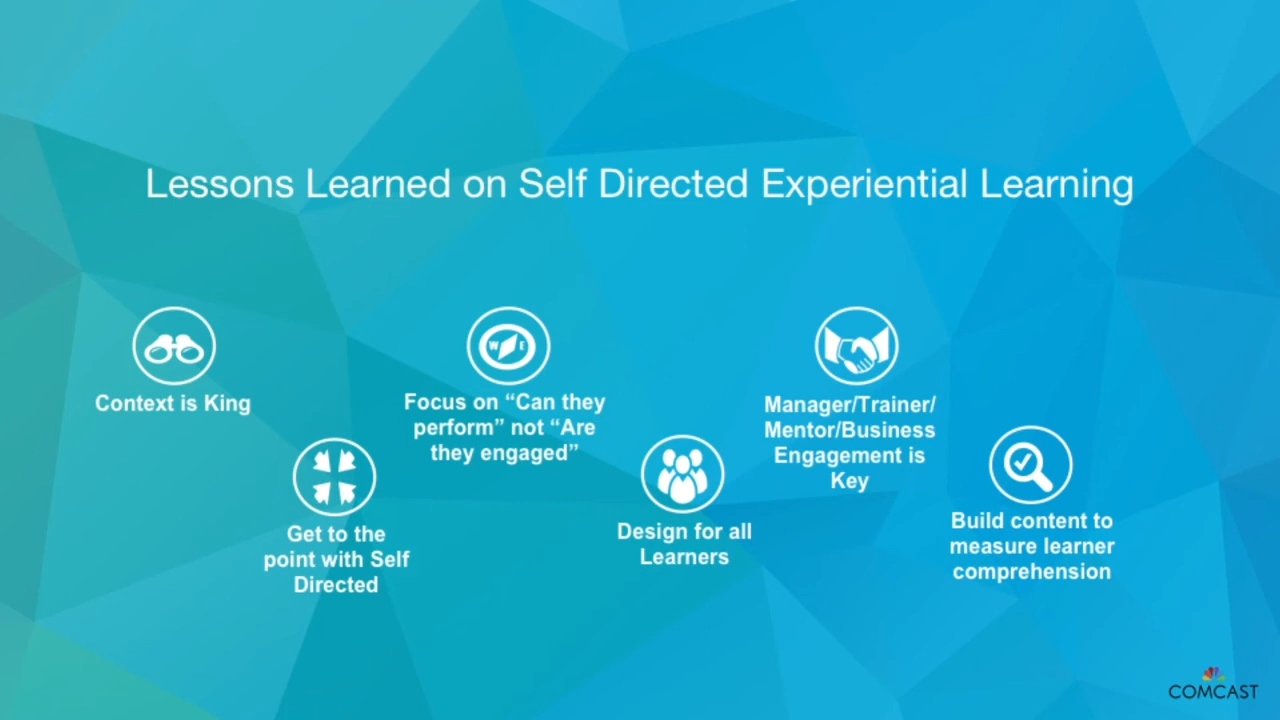 Lessons Learned on Self Directed Experiential Learning
Context is King
Get to the
point with Self
Directed
W E
Focus on “Can they
perform” not “Are
they engaged”
Design for all
Learners
Manager/Trainer/
Mentor/Business
Engagement is
Key
Build content to
measure learner
comprehension
COMCAST